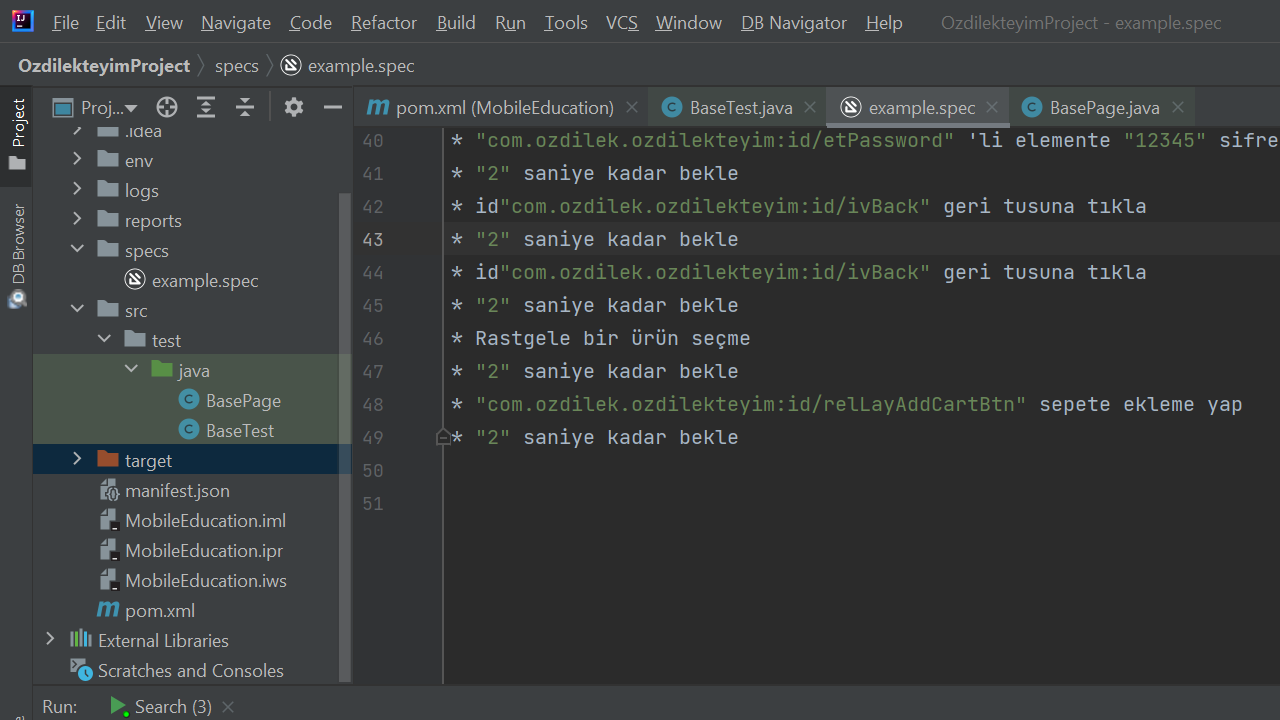 File Edit View Navigate Code Refactor Build Run Tools VCS Window DB Navigator Help OzdilekteyimProject - example.spec
OzdilekteyimProject specs example.spec
Project
DB Browser
Proj...
.idea
env
logs
reports
specs
example.spec
src
test
java
BasePage
BaseTest
target
manifest.json
MobileEducation.iml
MobileEducation.ipr
MobileEducation.iws
pom.xml
External Libraries
Scratches and Consoles
pom.xml (MobileEducation) BaseTest.java example.spec BasePage.java
40 * "com.ozdilek.ozdilekteyim:id/etPassword" 'li elemente "12345" sifre
41 * "2" saniye kadar bekle
42 * id"com.ozdilek.ozdilekteyim:id/ivBack" geri tusuna tıkla
43 * "2" saniye kadar bekle
44 * id"com.ozdilek.ozdilekteyim:id/ivBack" geri tusuna tıkla
45 * "2" saniye kadar bekle
46 * Rastgele bir ürün seçme
47 * "2" saniye kadar bekle
48 * "com.ozdilek.ozdilekteyim:id/relLayAddCartBtn" sepete ekleme yap
49 * "2" saniye kadar bekle
50
51
Run: Search (3)